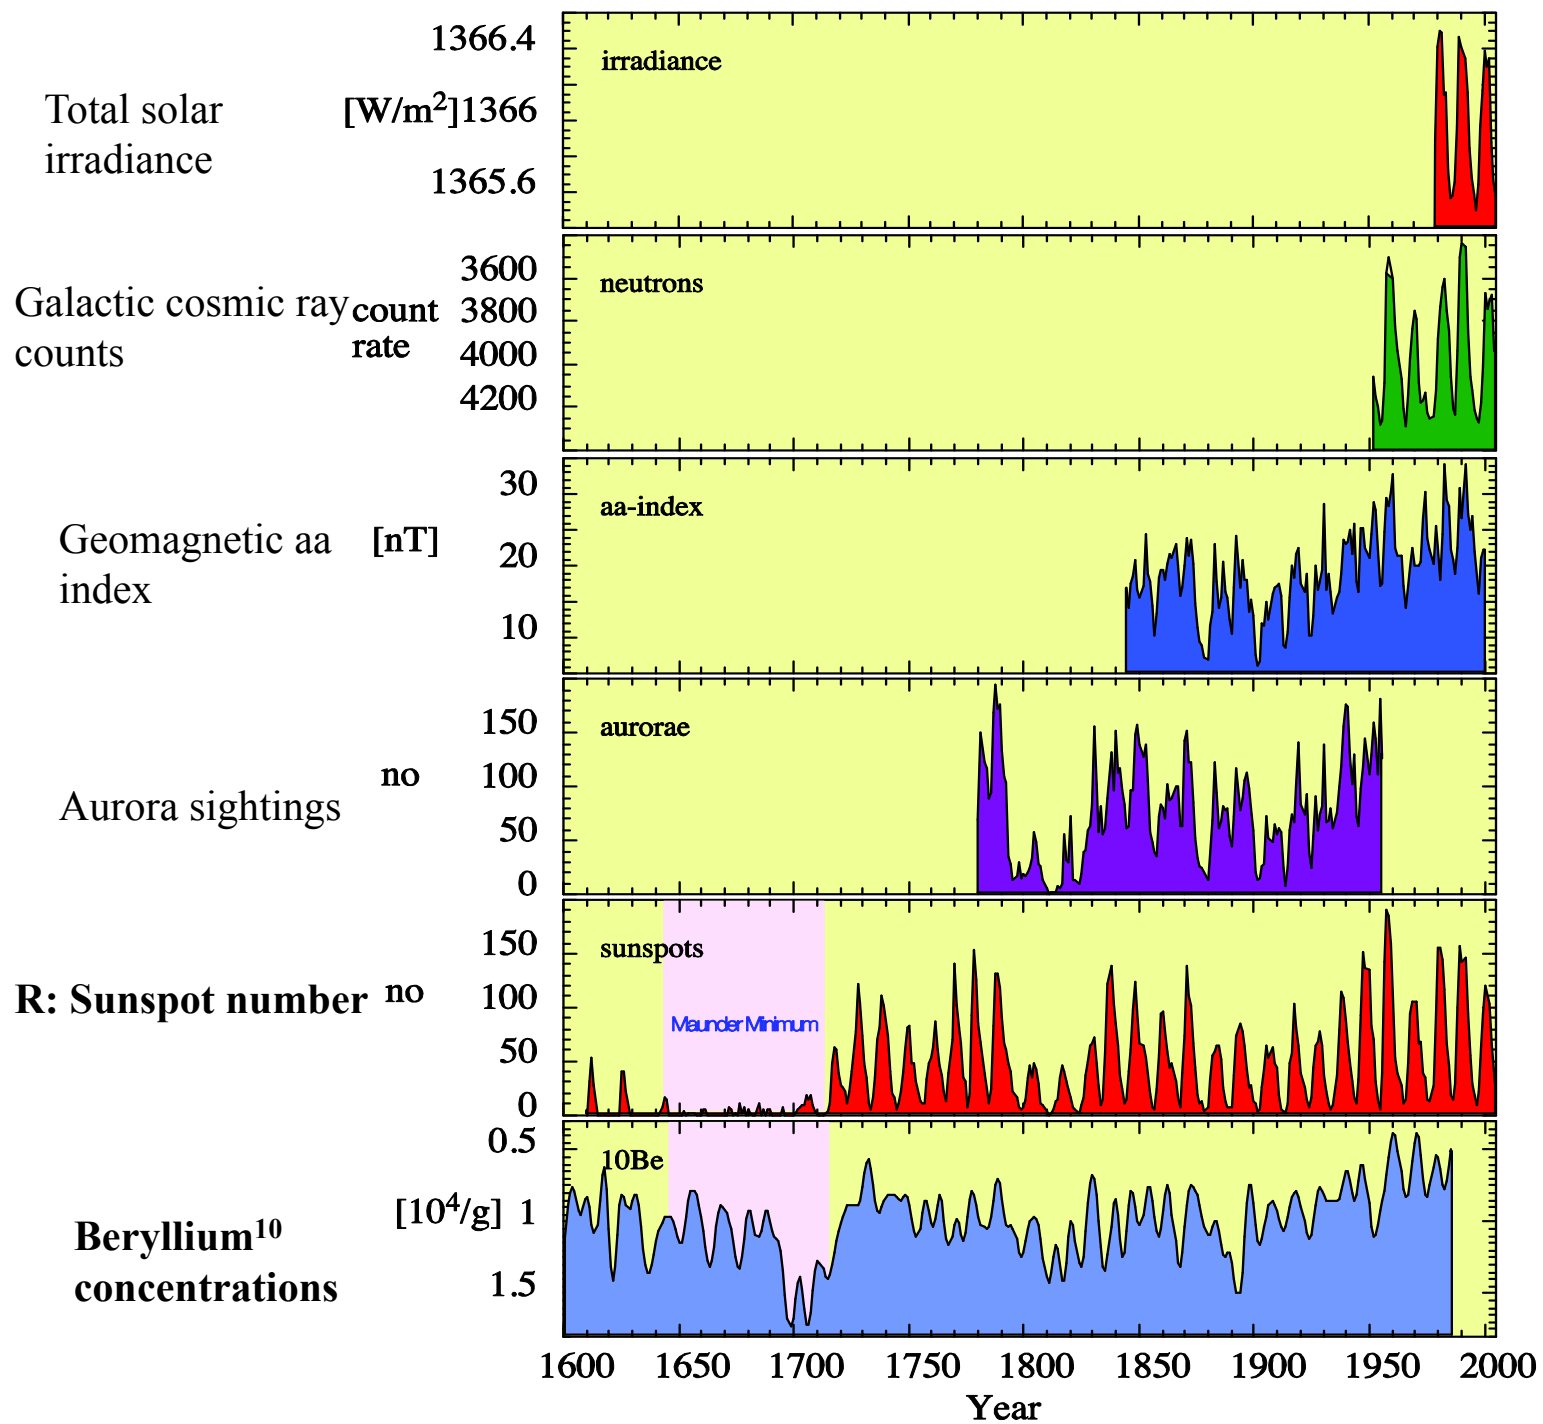 1366.4
irradiance
Total solar
irradiance
[W/m²]1366
1365.6
3600
neutrons
Galactic cosmic ray
counts
count
rate
3800
4000
4200
30
aa-index
Geomagnetic aa
index
[nT]
20
10
150
aurorae
no
100
Aurora sightings
50
0
150
sunspots
R: Sunspot number
no
100
Maunder Minimum
50
0
0.5
10Be
[10⁴/g] 1
Beryllium¹⁰
concentrations
1.5
1600 1650 1700 1750 1800 1850 1900 1950 2000
Year